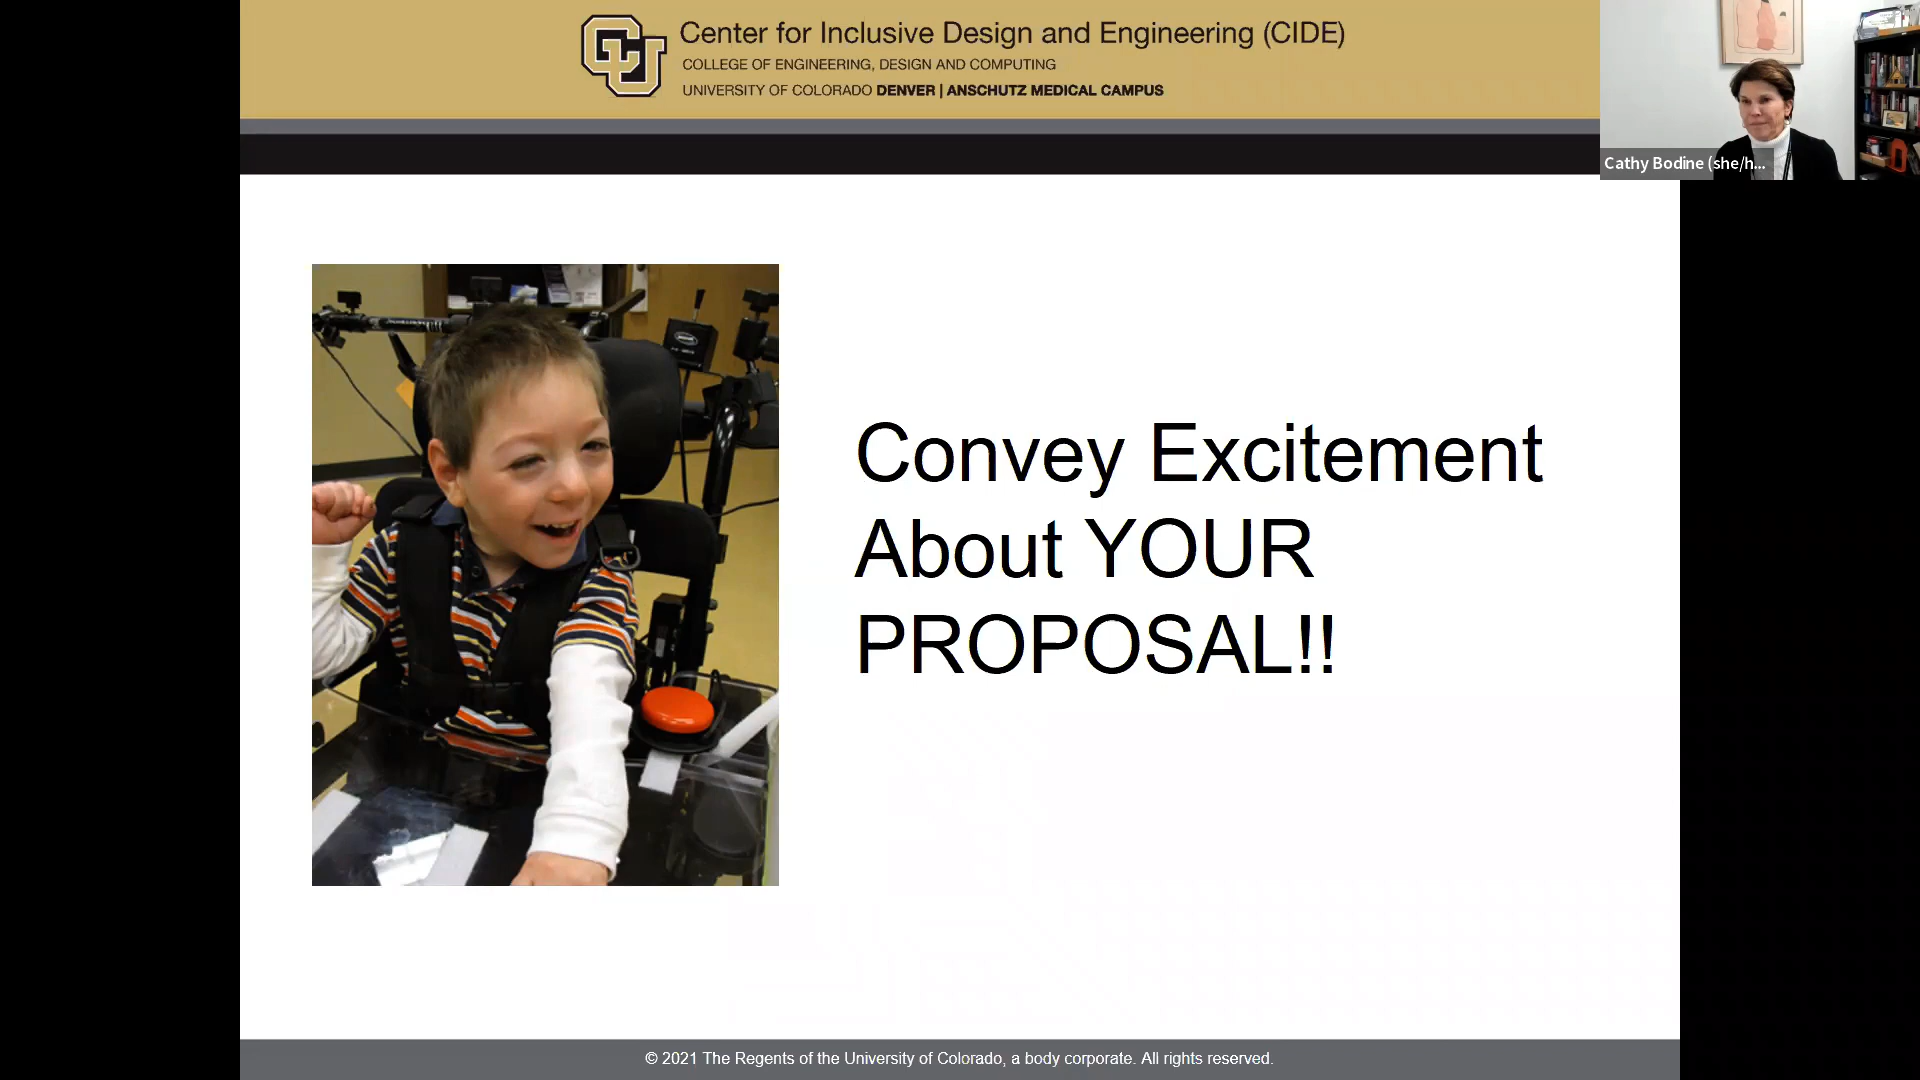 Center for Inclusive Design and Engineering (CIDE)
COLLEGE OF ENGINEERING, DESIGN AND COMPUTING
UNIVERSITY OF COLORADO DENVER | ANSCHUTZ MEDICAL CAMPUS
Cathy Bodine (she/h...
Convey Excitement
About YOUR
PROPOSAL!!
© 2021 The Regents of the University of Colorado, a body corporate. All rights reserved.